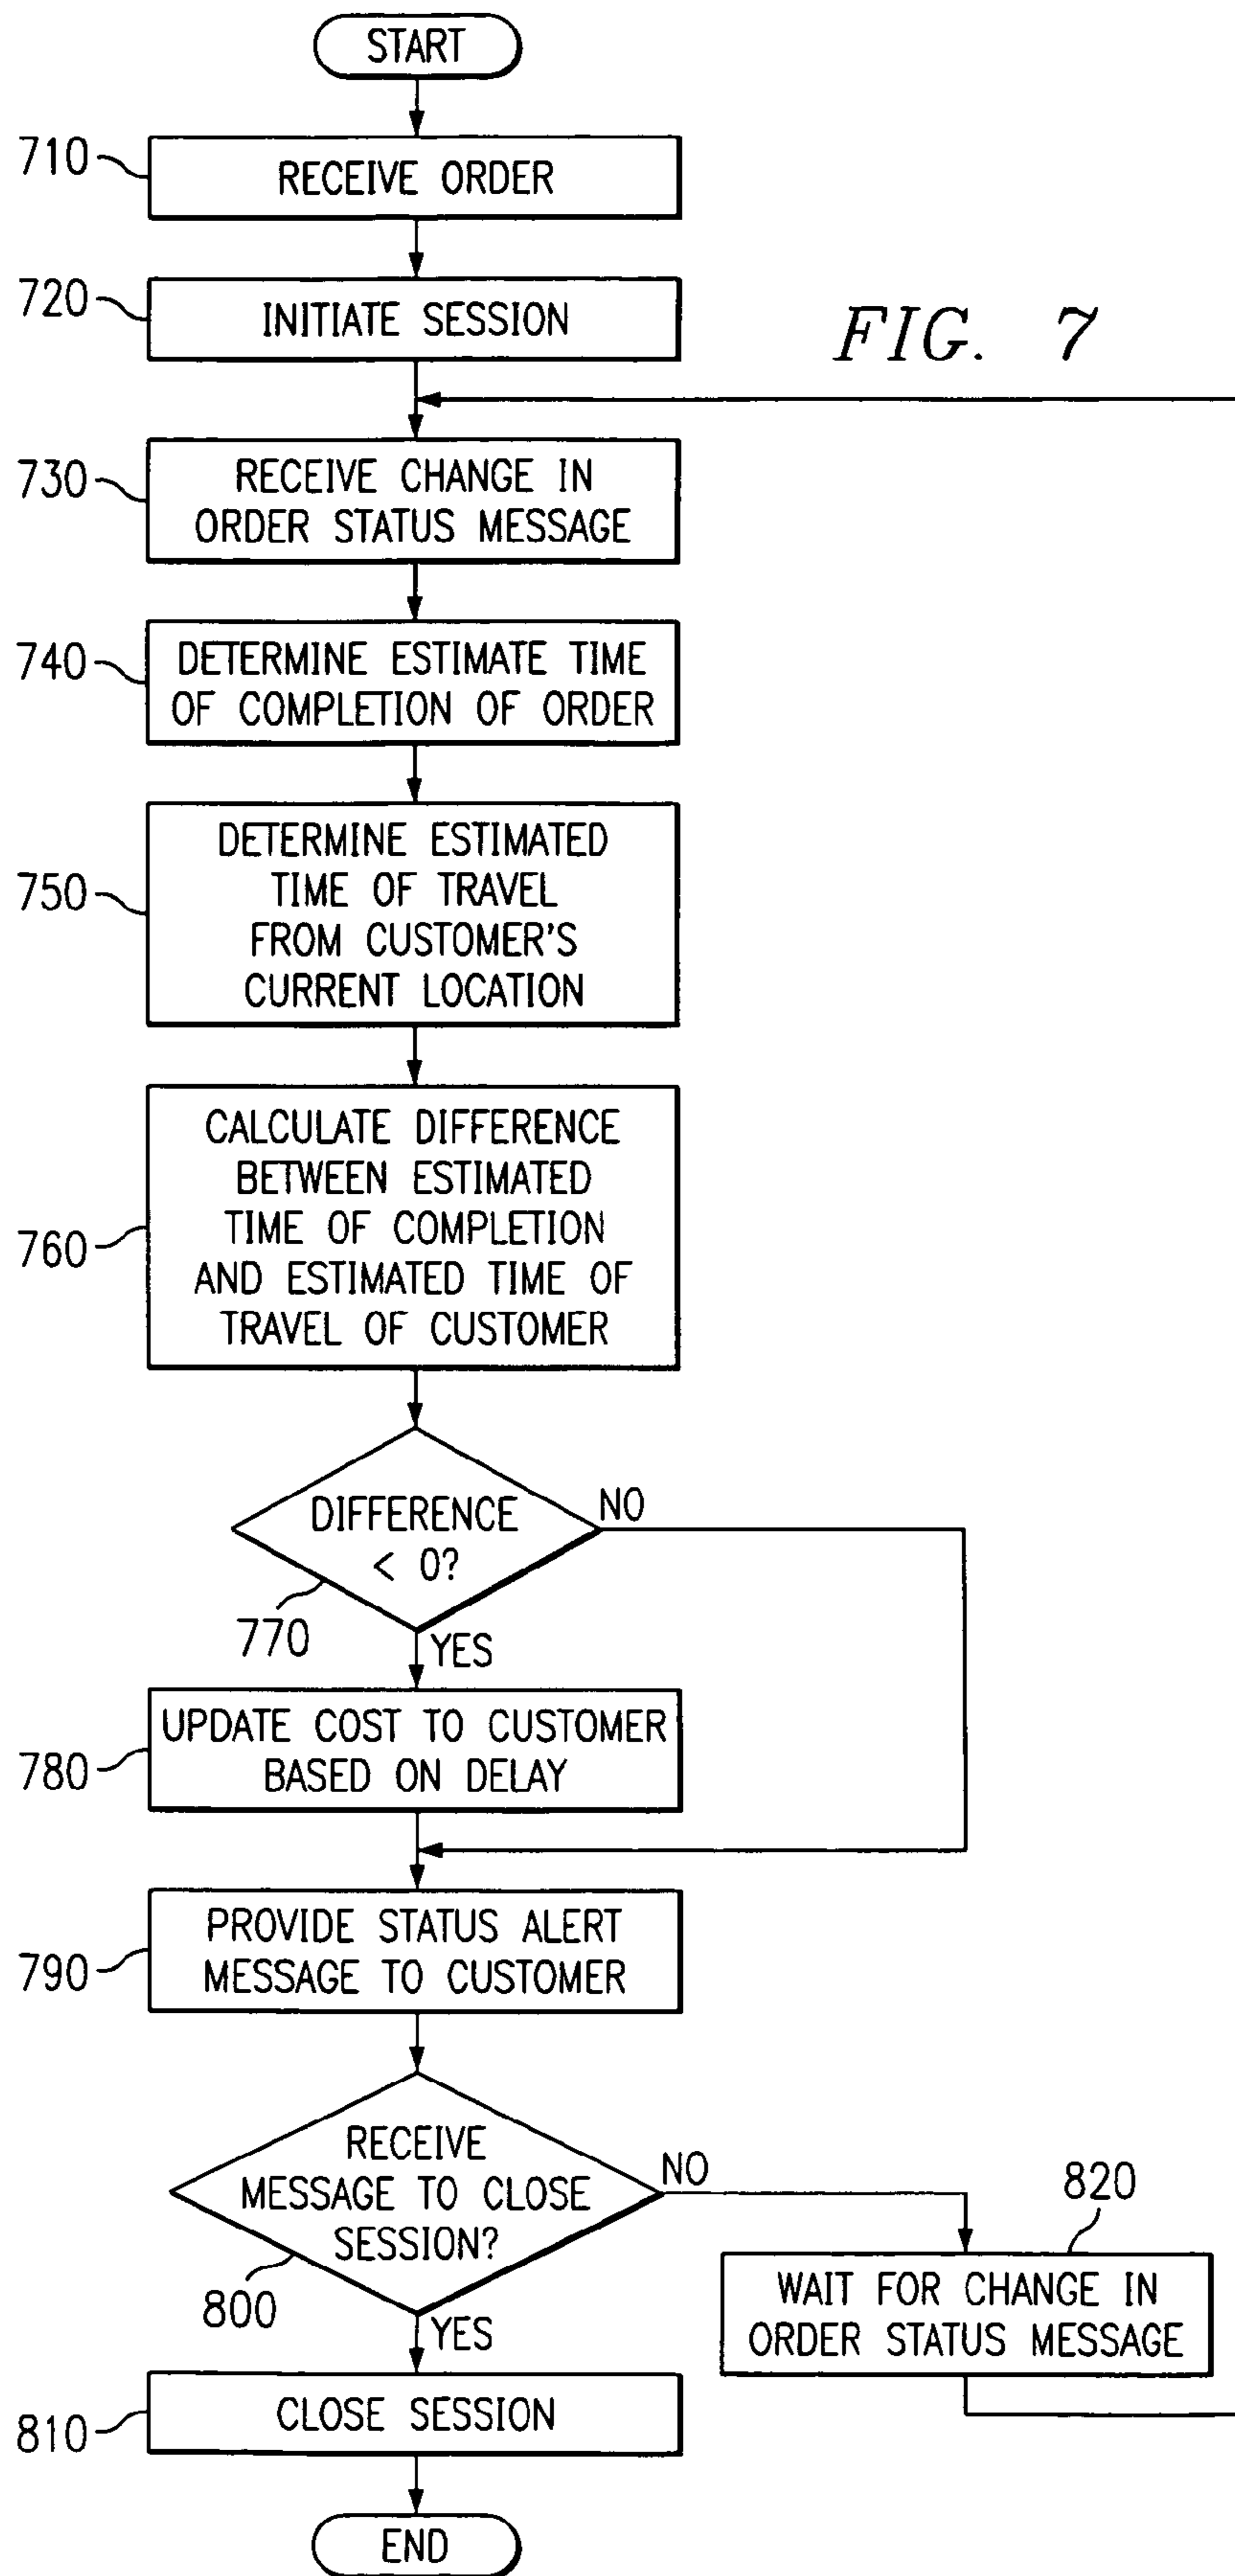 START
710
RECEIVE ORDER
720
INITIATE SESSION
FIG. 7
730
RECEIVE CHANGE IN
ORDER STATUS MESSAGE
740
DETERMINE ESTIMATE TIME
OF COMPLETION OF ORDER
750
DETERMINE ESTIMATED
TIME OF TRAVEL
FROM CUSTOMER'S
CURRENT LOCATION
760
CALCULATE DIFFERENCE
BETWEEN ESTIMATED
TIME OF COMPLETION
AND ESTIMATED TIME OF
TRAVEL OF CUSTOMER
DIFFERENCE
< 0?
NO
770
YES
780
UPDATE COST TO CUSTOMER
BASED ON DELAY
790
PROVIDE STATUS ALERT
MESSAGE TO CUSTOMER
RECEIVE
MESSAGE TO CLOSE
SESSION?
NO
800
YES
820
WAIT FOR CHANGE IN
ORDER STATUS MESSAGE
810
CLOSE SESSION
END